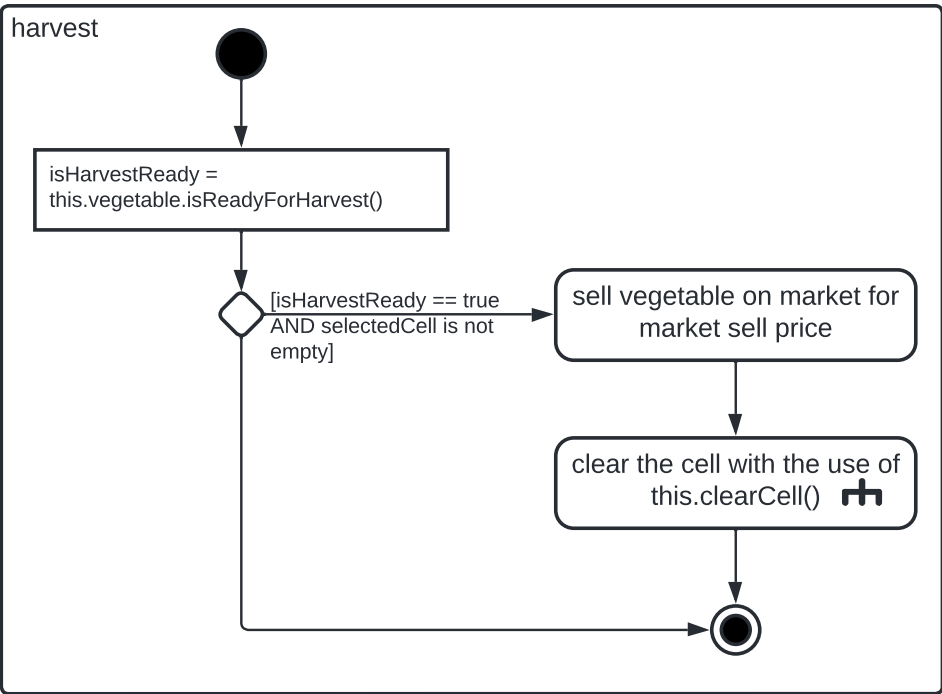 harvest
isHarvestReady =
this.vegetable.isReadyForHarvest()
[isHarvestReady == true
AND selectedCell is not
empty]
sell vegetable on market for
market sell price
clear the cell with the use of
this.clearCell()